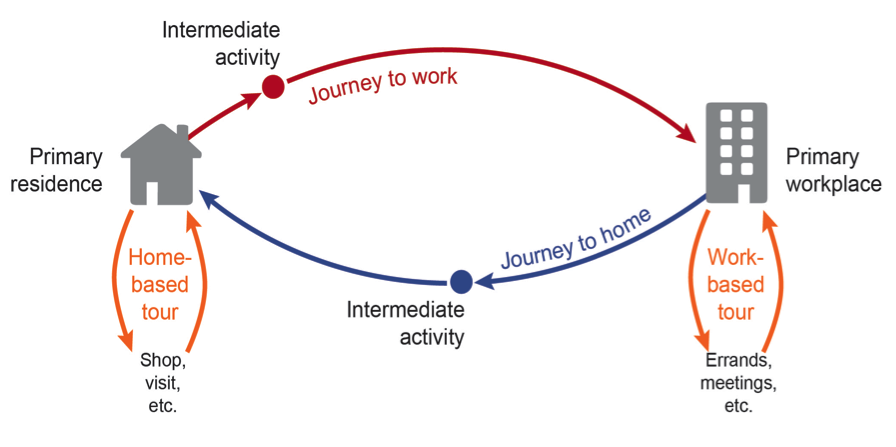 Intermediate
activity
Journey to work
Primary
residence
Primary
workplace
Journey to home
Home-
based
tour
Work-
based
tour
Intermediate
activity
Shop,
visit,
etc.
Errands,
meetings,
etc.